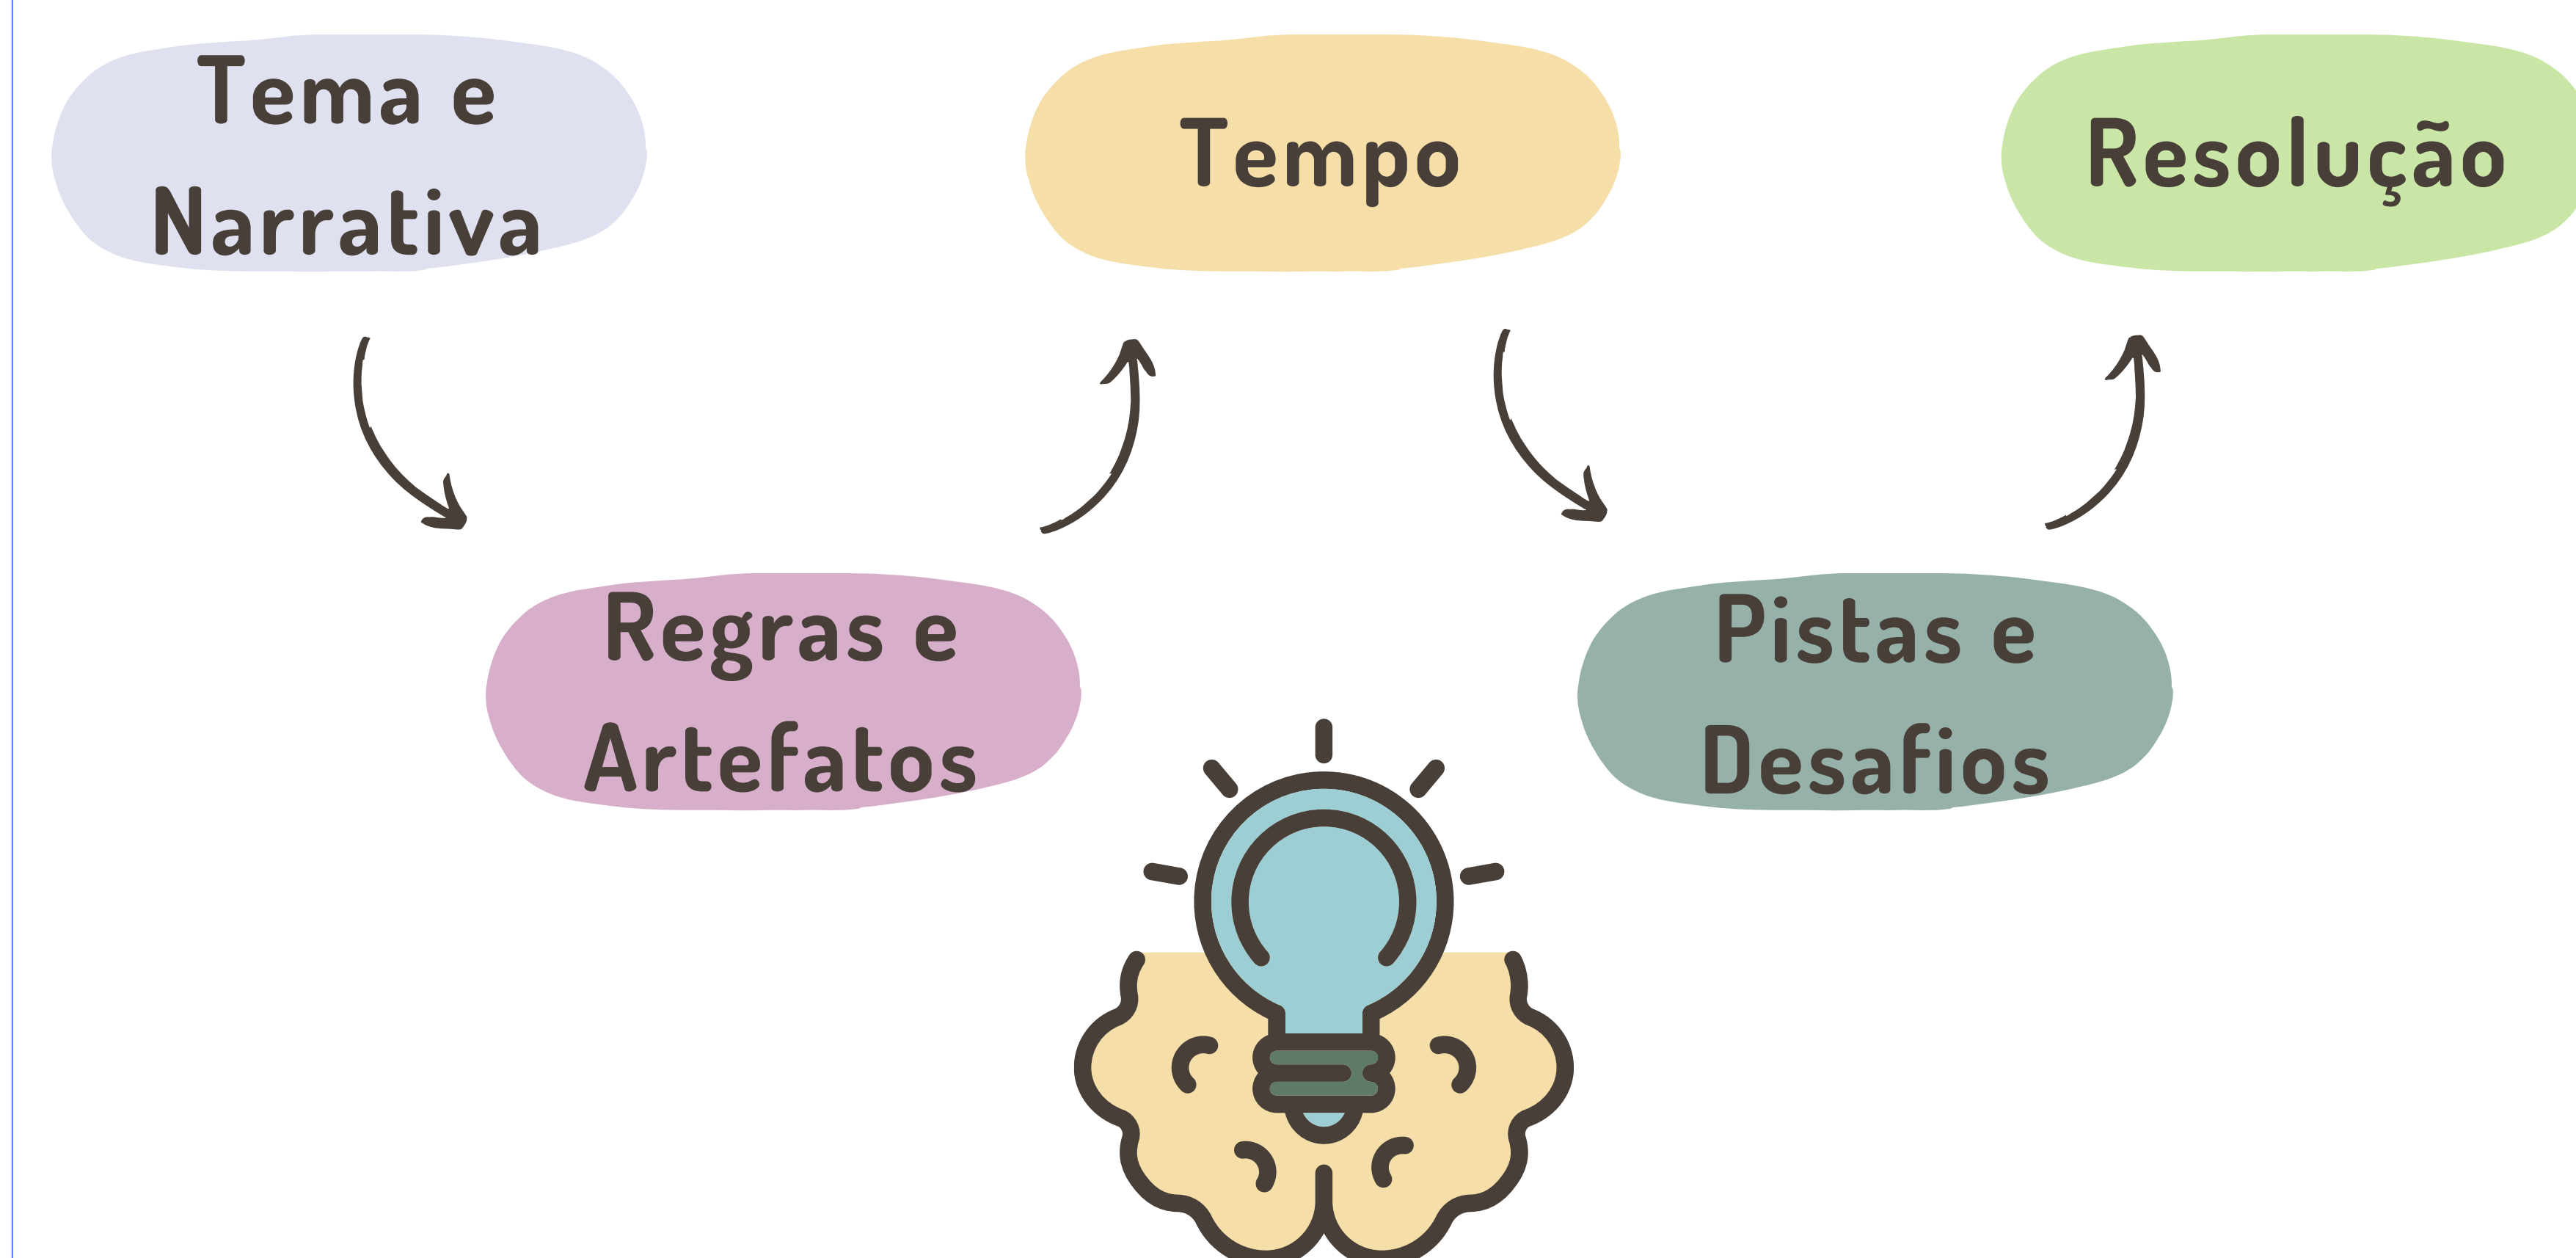 Tema e
Narrativa
Regras e
Artefatos
Tempo
Pistas e
Desafios
Resolução